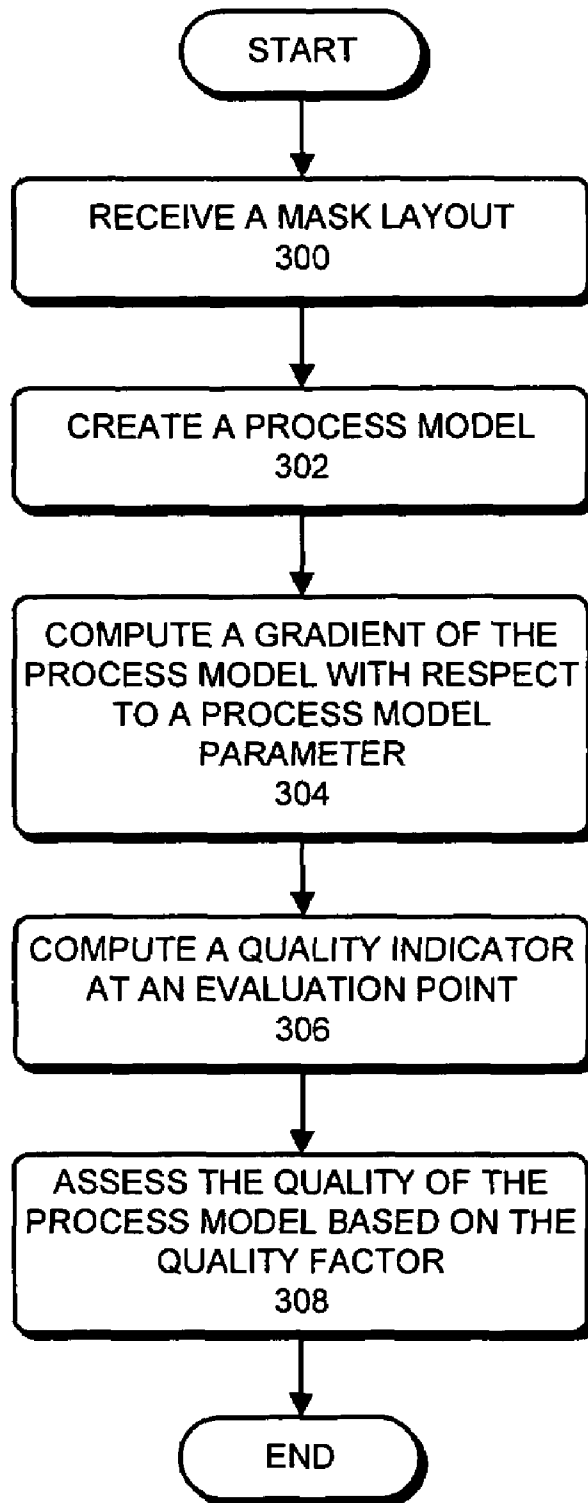 START
RECEIVE A MASK LAYOUT
300
CREATE A PROCESS MODEL
302
COMPUTE A GRADIENT OF THE
PROCESS MODEL WITH RESPECT
TO A PROCESS MODEL
PARAMETER
304
COMPUTE A QUALITY INDICATOR
AT AN EVALUATION POINT
306
ASSESS THE QUALITY OF THE
PROCESS MODEL BASED ON THE
QUALITY FACTOR
308
END